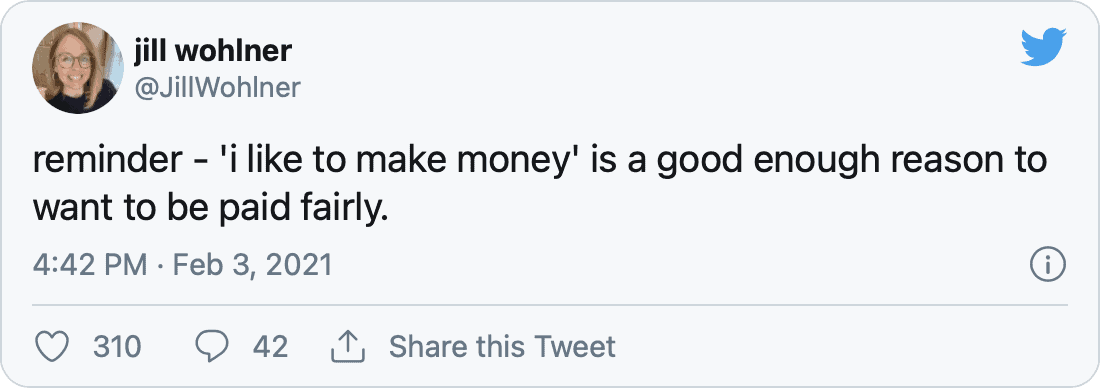 jill wohlner
@JillWohlner
reminder - 'i like to make money' is a good enough reason to
want to be paid fairly.
4:42 PM · Feb 3, 2021
310 42 Share this Tweet